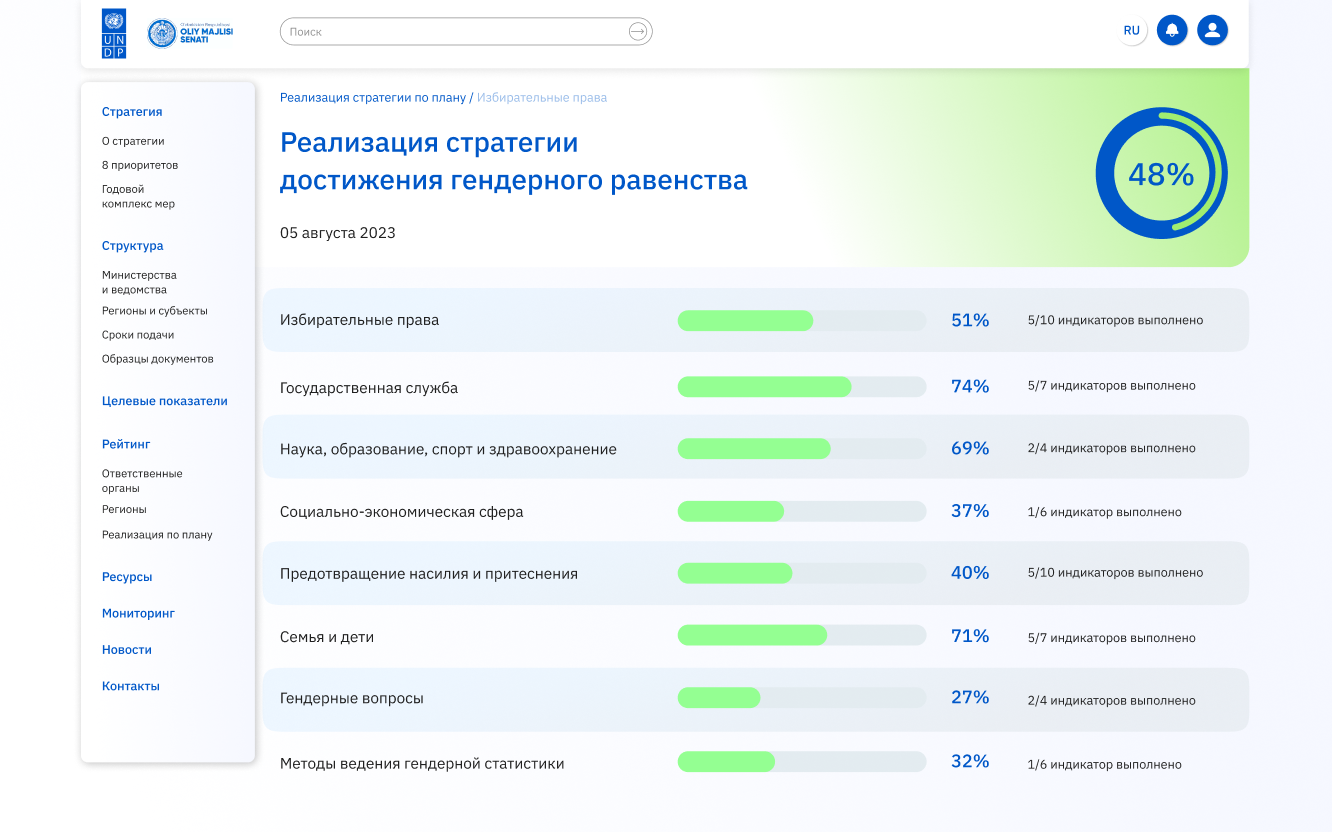 UN
DP
OLIY MAJLISI
SENATI
Поиск
RU
Стратегия
О стратегии
8 приоритетов
Годовой
комплекс мер
Структура
Министерства
и ведомства
Регионы и субъекты
Сроки подачи
Образцы документов
Целевые показатели
Рейтинг
Ответственные
органы
Регионы
Реализация по плану
Ресурсы
Мониторинг
Новости
Контакты
Реализация стратегии по плану / Избирательные права
Реализация стратегии
достижения гендерного равенства
05 августа 2023
48%
Избирательные права 51% 5/10 индикаторов выполнено
Государственная служба 74% 5/7 индикаторов выполнено
Наука, образование, спорт и здравоохранение 69% 2/4 индикаторов выполнено
Социально-экономическая сфера 37% 1/6 индикатор выполнено
Предотвращение насилия и притеснения 40% 5/10 индикаторов выполнено
Семья и дети 71% 5/7 индикаторов выполнено
Гендерные вопросы 27% 2/4 индикаторов выполнено
Методы ведения гендерной статистики 32% 1/6 индикатор выполнено